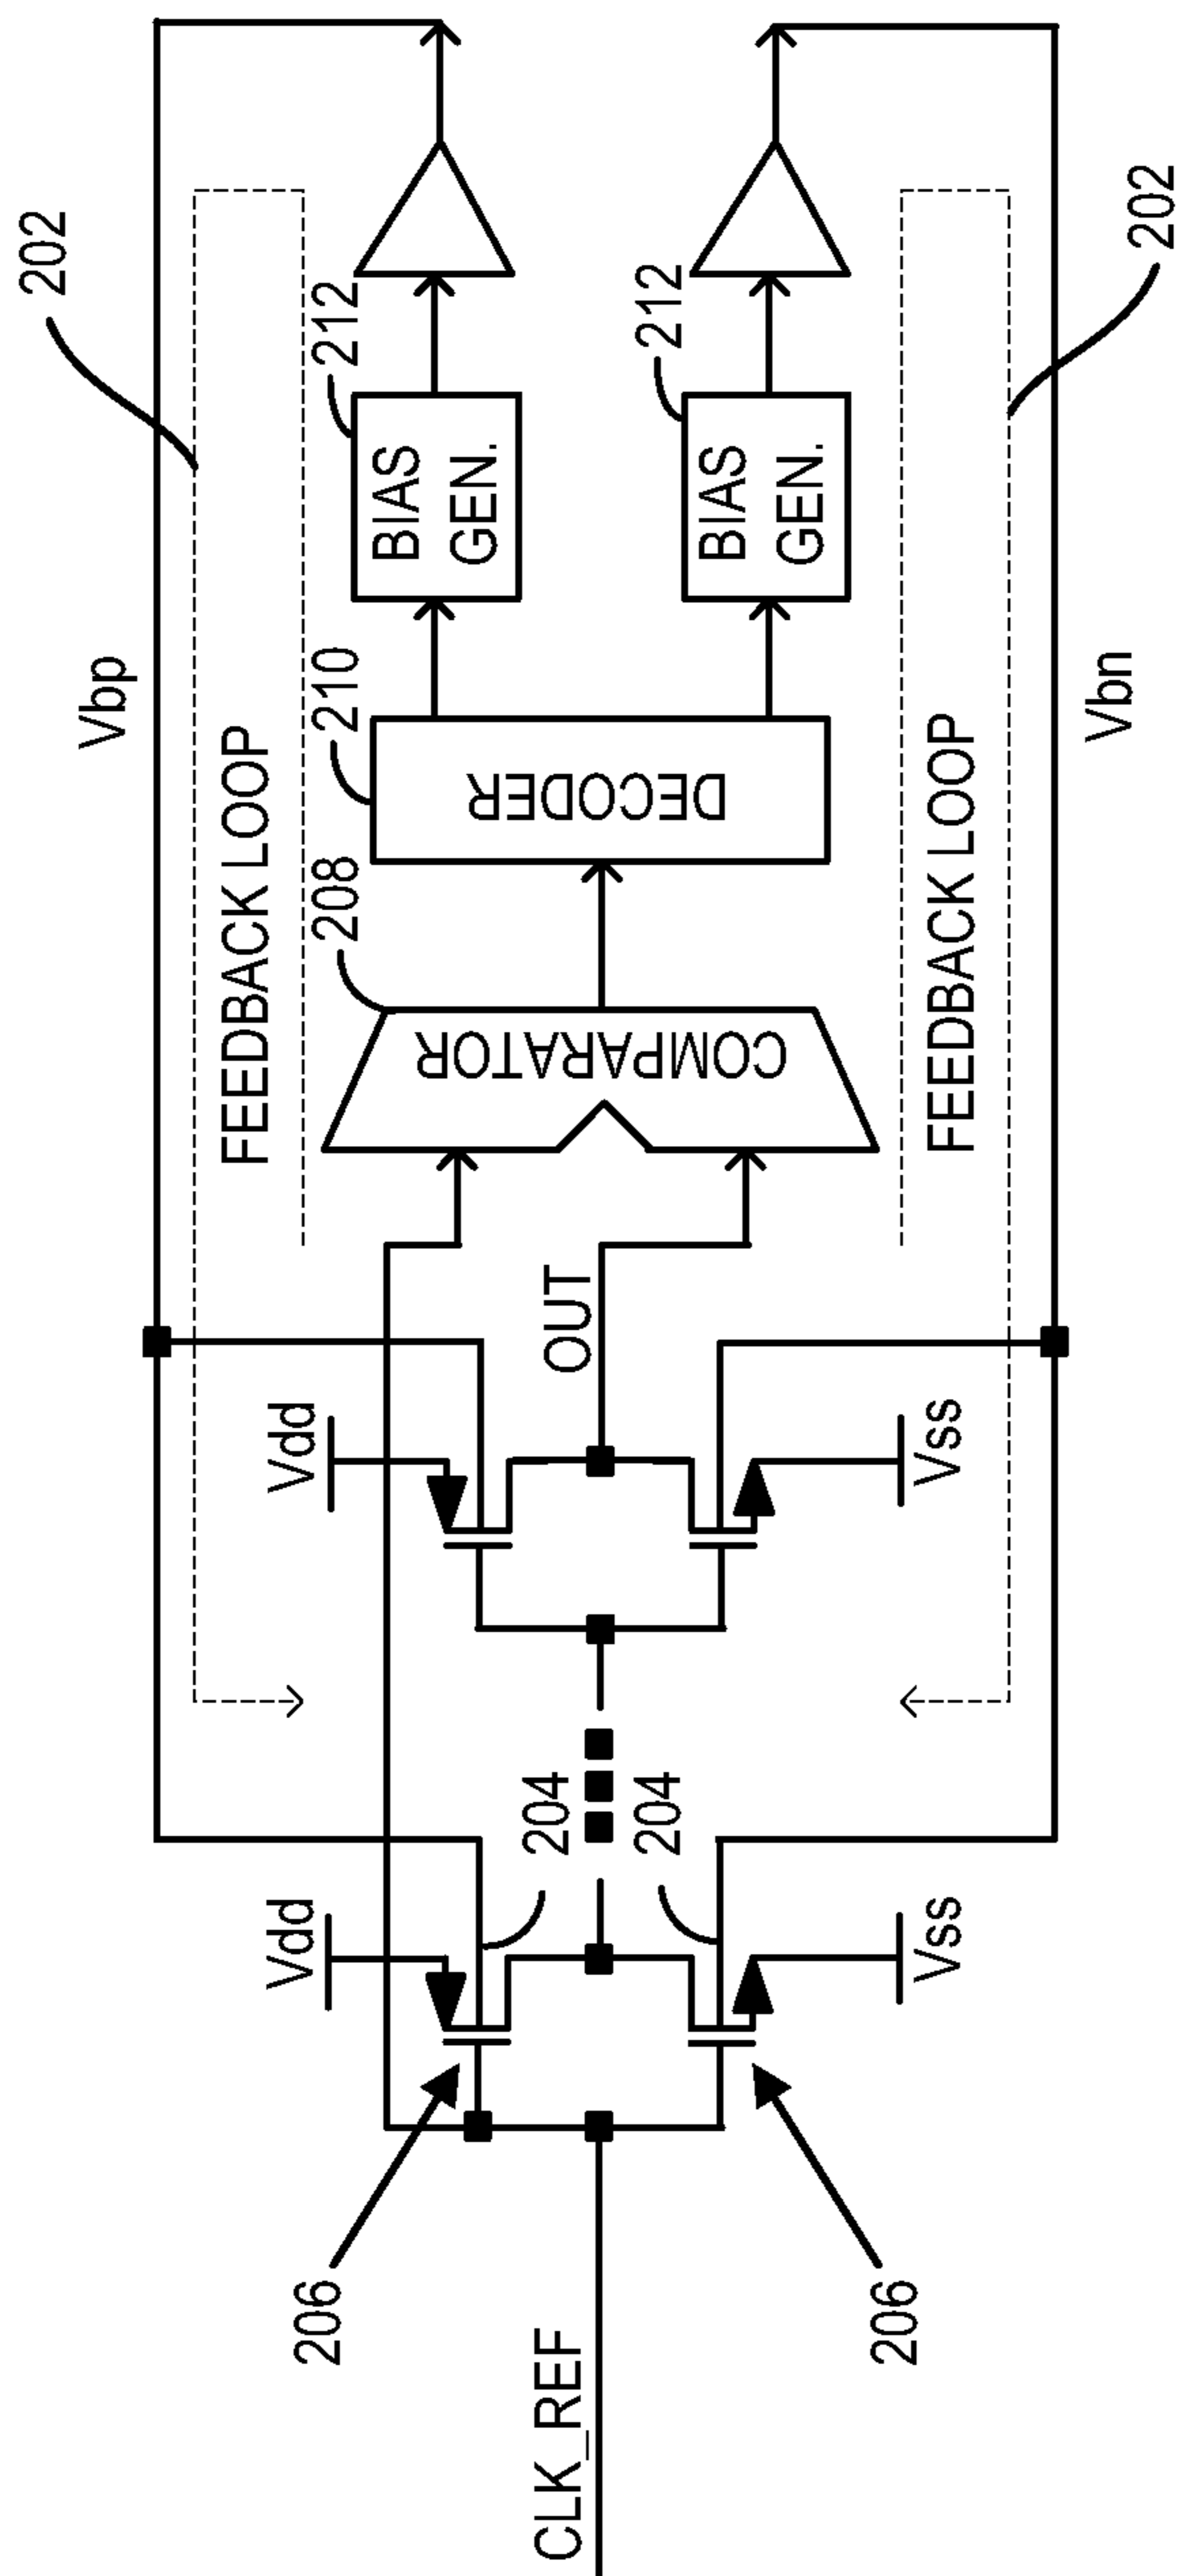 202
Vbp
FEEDBACK LOOP
212
BIAS
GEN.
210
DECODER
208
COMPARATOR
212
BIAS
GEN.
FEEDBACK LOOP
202
Vbn
OUT
Vdd
Vss
Vdd
204
204
Vss
206
206
CLK_REF